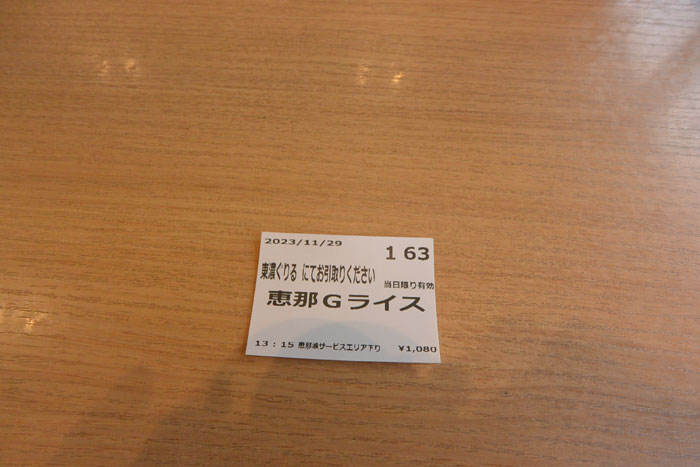 2023/11/29
163
東濃ぐりる にてお引取りください
当日限り有効
恵那Gライス
13:15 恵那峡サービスエリア下り ¥1,080